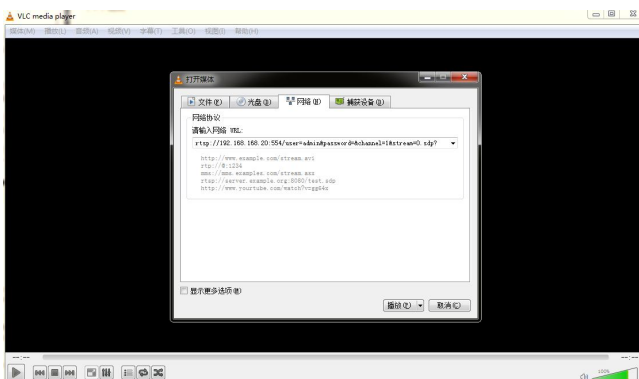 VLC media player
媒体(M) 播放(L) 音频(A) 视频(V) 字幕(T) 工具(O) 视图(I) 帮助(H)
打开媒体
文件(F) 光盘(D) 网络(N) 捕获设备(D)
网络协议
请输入网络 URL:
rtsp://192.168.168.20:554/user=admin&password=&channel=1&stream=0.sdp?
http://www.example.com/stream.avi
rtp://@:1234
mms://mms.examples.com/stream.asx
rtsp://server.example.org:8080/test.sdp
http://www.yourtube.com/watch?v=gg64x
显示更多选项(M)
播放(P) 取消(C)
--:-- --:--
100%